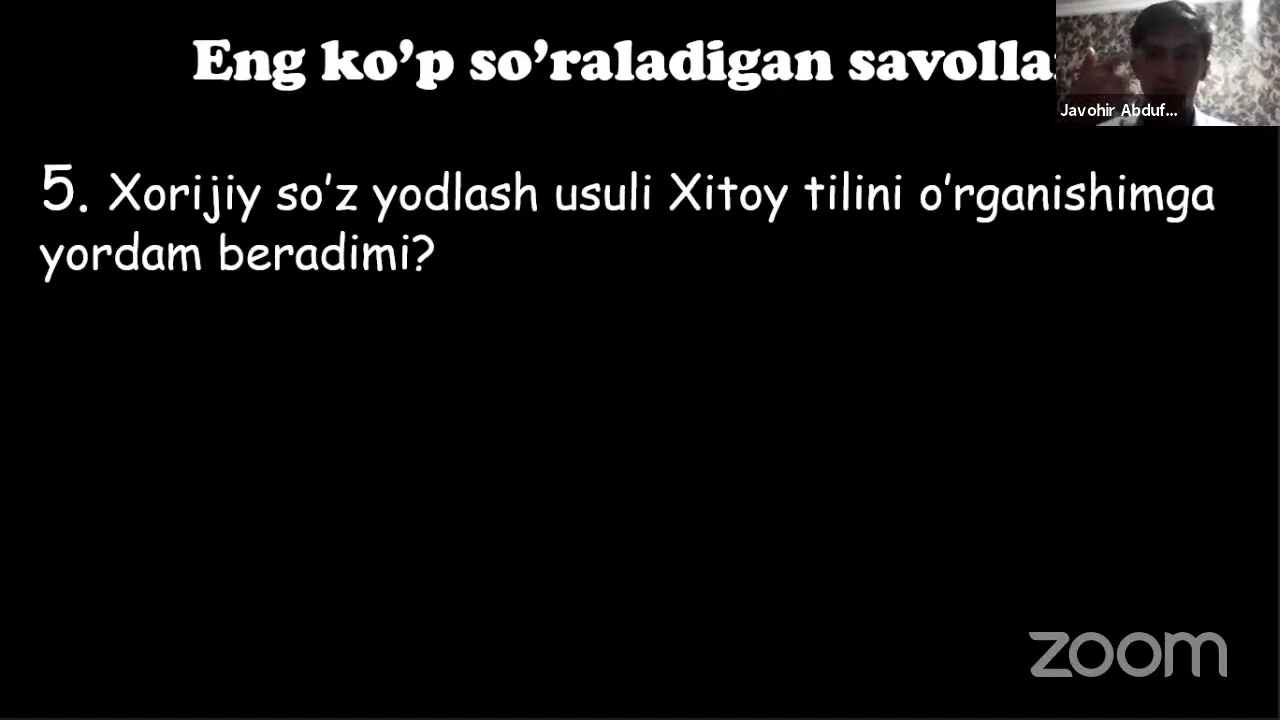 Eng ko’p so’raladigan savolla
Javohir Abduf...
5. Xorijiy so’z yodlash usuli Xitoy tilini o’rganishimga
yordam beradimi?
zoom